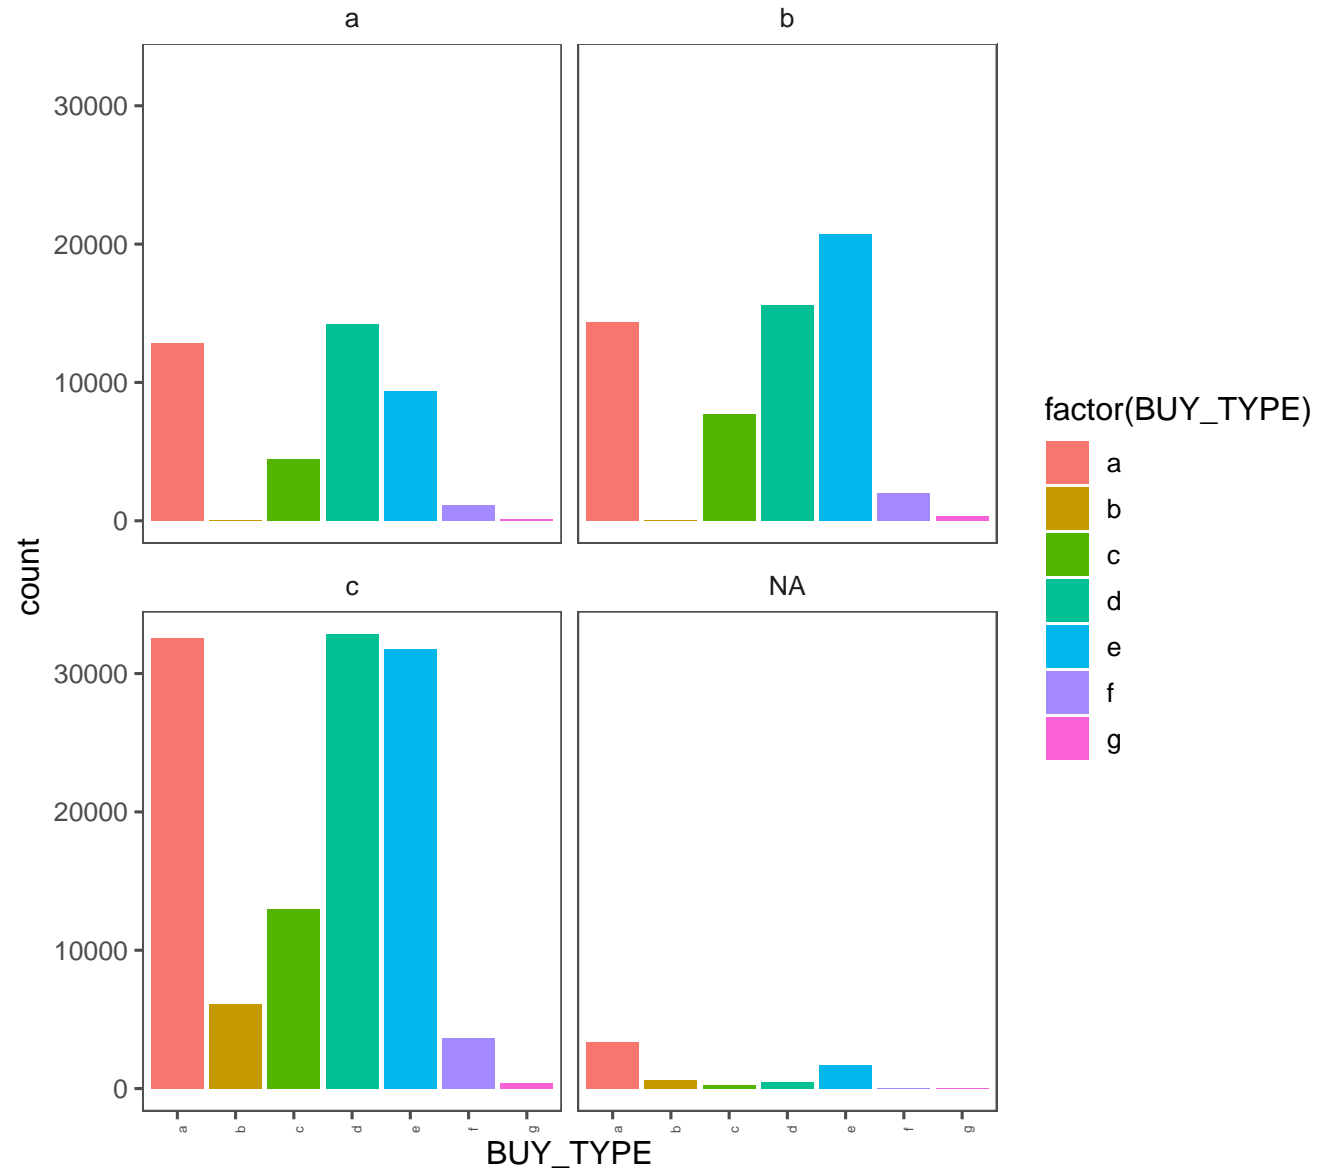 a
b
30000
20000
10000
0
c
NA
30000
20000
10000
0
a b c d e f g
a b c d e f g
BUY_TYPE
count
factor(BUY_TYPE)
a
b
c
d
e
f
g